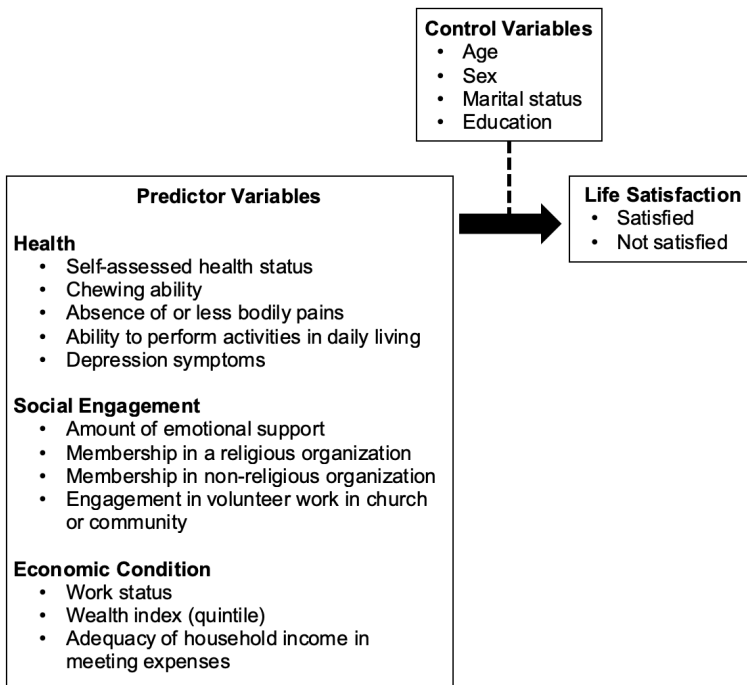 Control Variables
• Age
• Sex
• Marital status
• Education
Predictor Variables
Health
• Self-assessed health status
• Chewing ability
• Absence of or less bodily pains
• Ability to perform activities in daily living
• Depression symptoms
Social Engagement
• Amount of emotional support
• Membership in a religious organization
• Membership in non-religious organization
• Engagement in volunteer work in church
or community
Economic Condition
• Work status
• Wealth index (quintile)
• Adequacy of household income in
meeting expenses
Life Satisfaction
• Satisfied
• Not satisfied